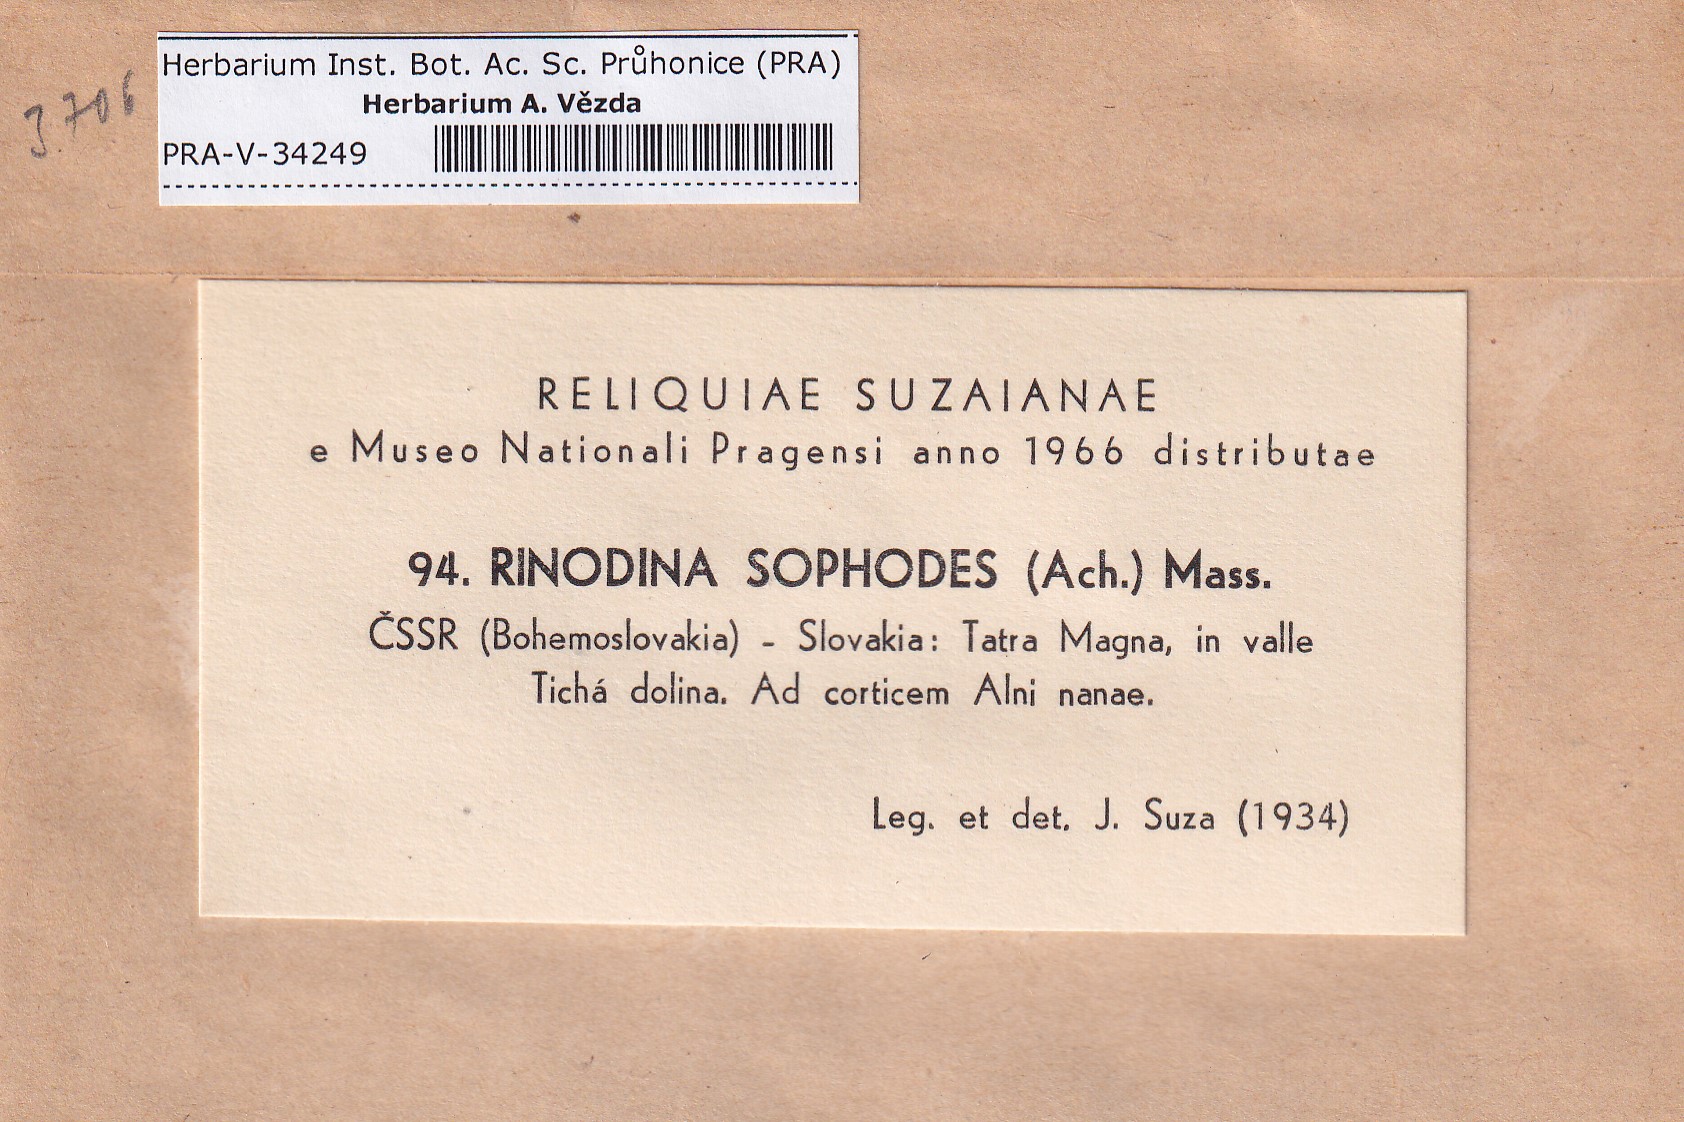 Herbarium Inst. Bot. Ac. Sc. Průhonice (PRA)
Herbarium A. Vězda
PRA-V-34249
3706
RELIQUIAE SUZAIANAE
e Museo Nationali Pragensi anno 1966 distributae
94. RINODINA SOPHODES (Ach.) Mass.
ČSSR (Bohemoslovakia) - Slovakia: Tatra Magna, in valle
Tichá dolina. Ad corticem Alni nanae.
Leg. et det. J. Suza (1934)